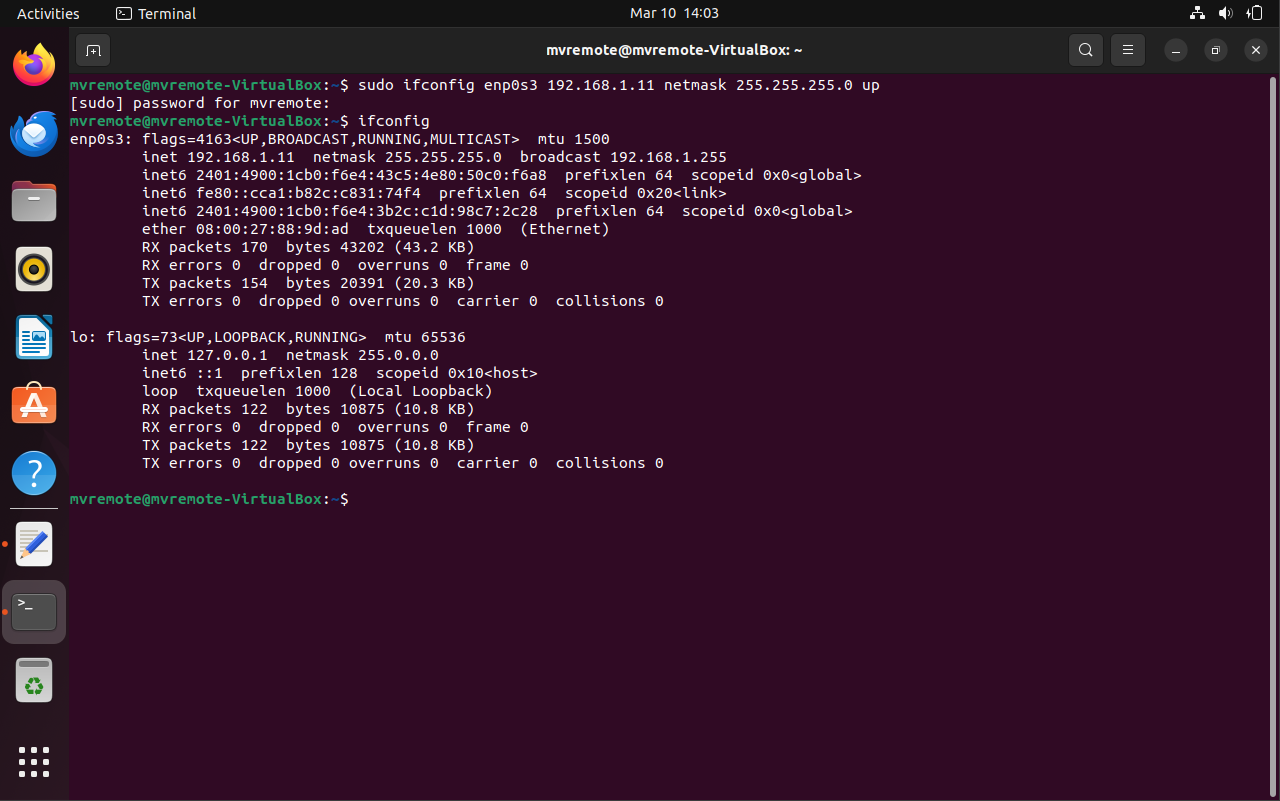 Activities
Terminal
Mar 10 14:03
mvremote@mvremote-VirtualBox: ~
mvremote@mvremote-VirtualBox:~$ sudo ifconfig enp0s3 192.168.1.11 netmask 255.255.255.0 up
[sudo] password for mvremote:
mvremote@mvremote-VirtualBox:~$ ifconfig
enp0s3: flags=4163<UP,BROADCAST,RUNNING,MULTICAST>  mtu 1500
        inet 192.168.1.11  netmask 255.255.255.0  broadcast 192.168.1.255
        inet6 2401:4900:1cb0:f6e4:43c5:4e80:50c0:f6a8  prefixlen 64  scopeid 0x0<global>
        inet6 fe80::cca1:b82c:c831:74f4  prefixlen 64  scopeid 0x20<link>
        inet6 2401:4900:1cb0:f6e4:3b2c:c1d:98c7:2c28  prefixlen 64  scopeid 0x0<global>
        ether 08:00:27:88:9d:ad  txqueuelen 1000  (Ethernet)
        RX packets 170  bytes 43202 (43.2 KB)
        RX errors 0  dropped 0  overruns 0  frame 0
        TX packets 154  bytes 20391 (20.3 KB)
        TX errors 0  dropped 0 overruns 0  carrier 0  collisions 0
lo: flags=73<UP,LOOPBACK,RUNNING>  mtu 65536
        inet 127.0.0.1  netmask 255.0.0.0
        inet6 ::1  prefixlen 128  scopeid 0x10<host>
        loop  txqueuelen 1000  (Local Loopback)
        RX packets 122  bytes 10875 (10.8 KB)
        RX errors 0  dropped 0  overruns 0  frame 0
        TX packets 122  bytes 10875 (10.8 KB)
        TX errors 0  dropped 0 overruns 0  carrier 0  collisions 0
mvremote@mvremote-VirtualBox:~$